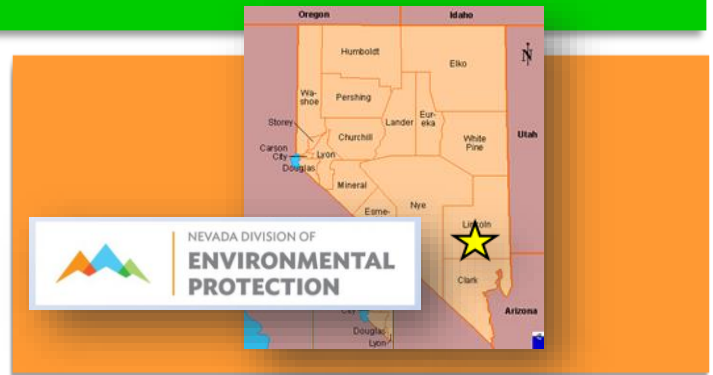 Oregon
Idaho
Humboldt
Elko
N
Wa-
shoe
Pershing
Lander
Eur-
eka
Storey
Churchill
White
Pine
Utah
Carson
City
Lyon
Douglas
Mineral
Nye
Esme-
Lincoln
NEVADA DIVISION OF
ENVIRONMENTAL
PROTECTION
Clark
Arizona
City
Douglas
Lyon